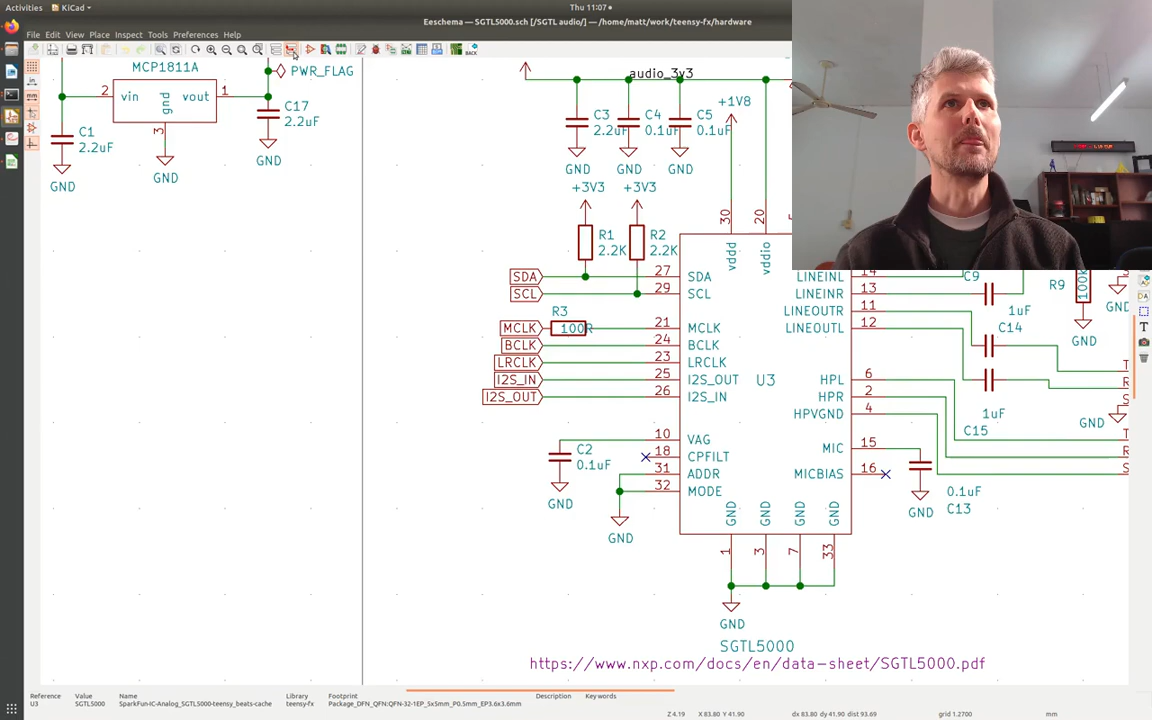 Activities
KiCad
Thu 11:07
Eeschema — SGTL5000.sch [/SGTL audio/] — /home/matt/work/teensy-fx/hardware
File Edit View Place Inspect Tools Preferences Help
MCP1811A
PWR_FLAG
2 vin vout 1
gnd
3
C1
2.2uF
C17
2.2uF
GND
GND
GND
audio_3v3
+1V8
C3
2.2uF
C4
0.1uF
C5
0.1uF
GND GND GND
+3V3 +3V3
R1
2.2K
R2
2.2K
30
20
vddd
vddio
SDA 27 SDA
SCL 29 SCL
R3
100R
MCLK 21 MCLK
BCLK 24 BCLK
LRCLK 23 LRCLK
I2S_IN 25 I2S_OUT
I2S_OUT 26 I2S_IN
U3
10 VAG
18 CPFILT
31 ADDR
32 MODE
C2
0.1uF
GND
GND
LINEINL 14
LINEINR 13
LINEOUTR 11
LINEOUTL 12
HPL 6
HPR 2
HPVGND 4
MIC 15
MICBIAS 16
C9
1uF
C14
1uF
C15
R9
100k
GND
GND
GND
0.1uF
C13
GND
GND GND GND GND
1 3 7 33
GND
SGTL5000
https://www.nxp.com/docs/en/data-sheet/SGTL5000.pdf
Reference Value Name Library Footprint Description Keywords
U3 SGTL5000 SparkFun-IC-Analog_SGTL5000-teensy_beats-cache teensy-fx Package_DFN_QFN:QFN-32-1EP_5x5mm_P0.5mm_EP3.6x3.6mm
Z 4.19 X 83.80 Y 41.90 dx 83.80 dy 41.90 dist 93.69 grid 1.2700 mm